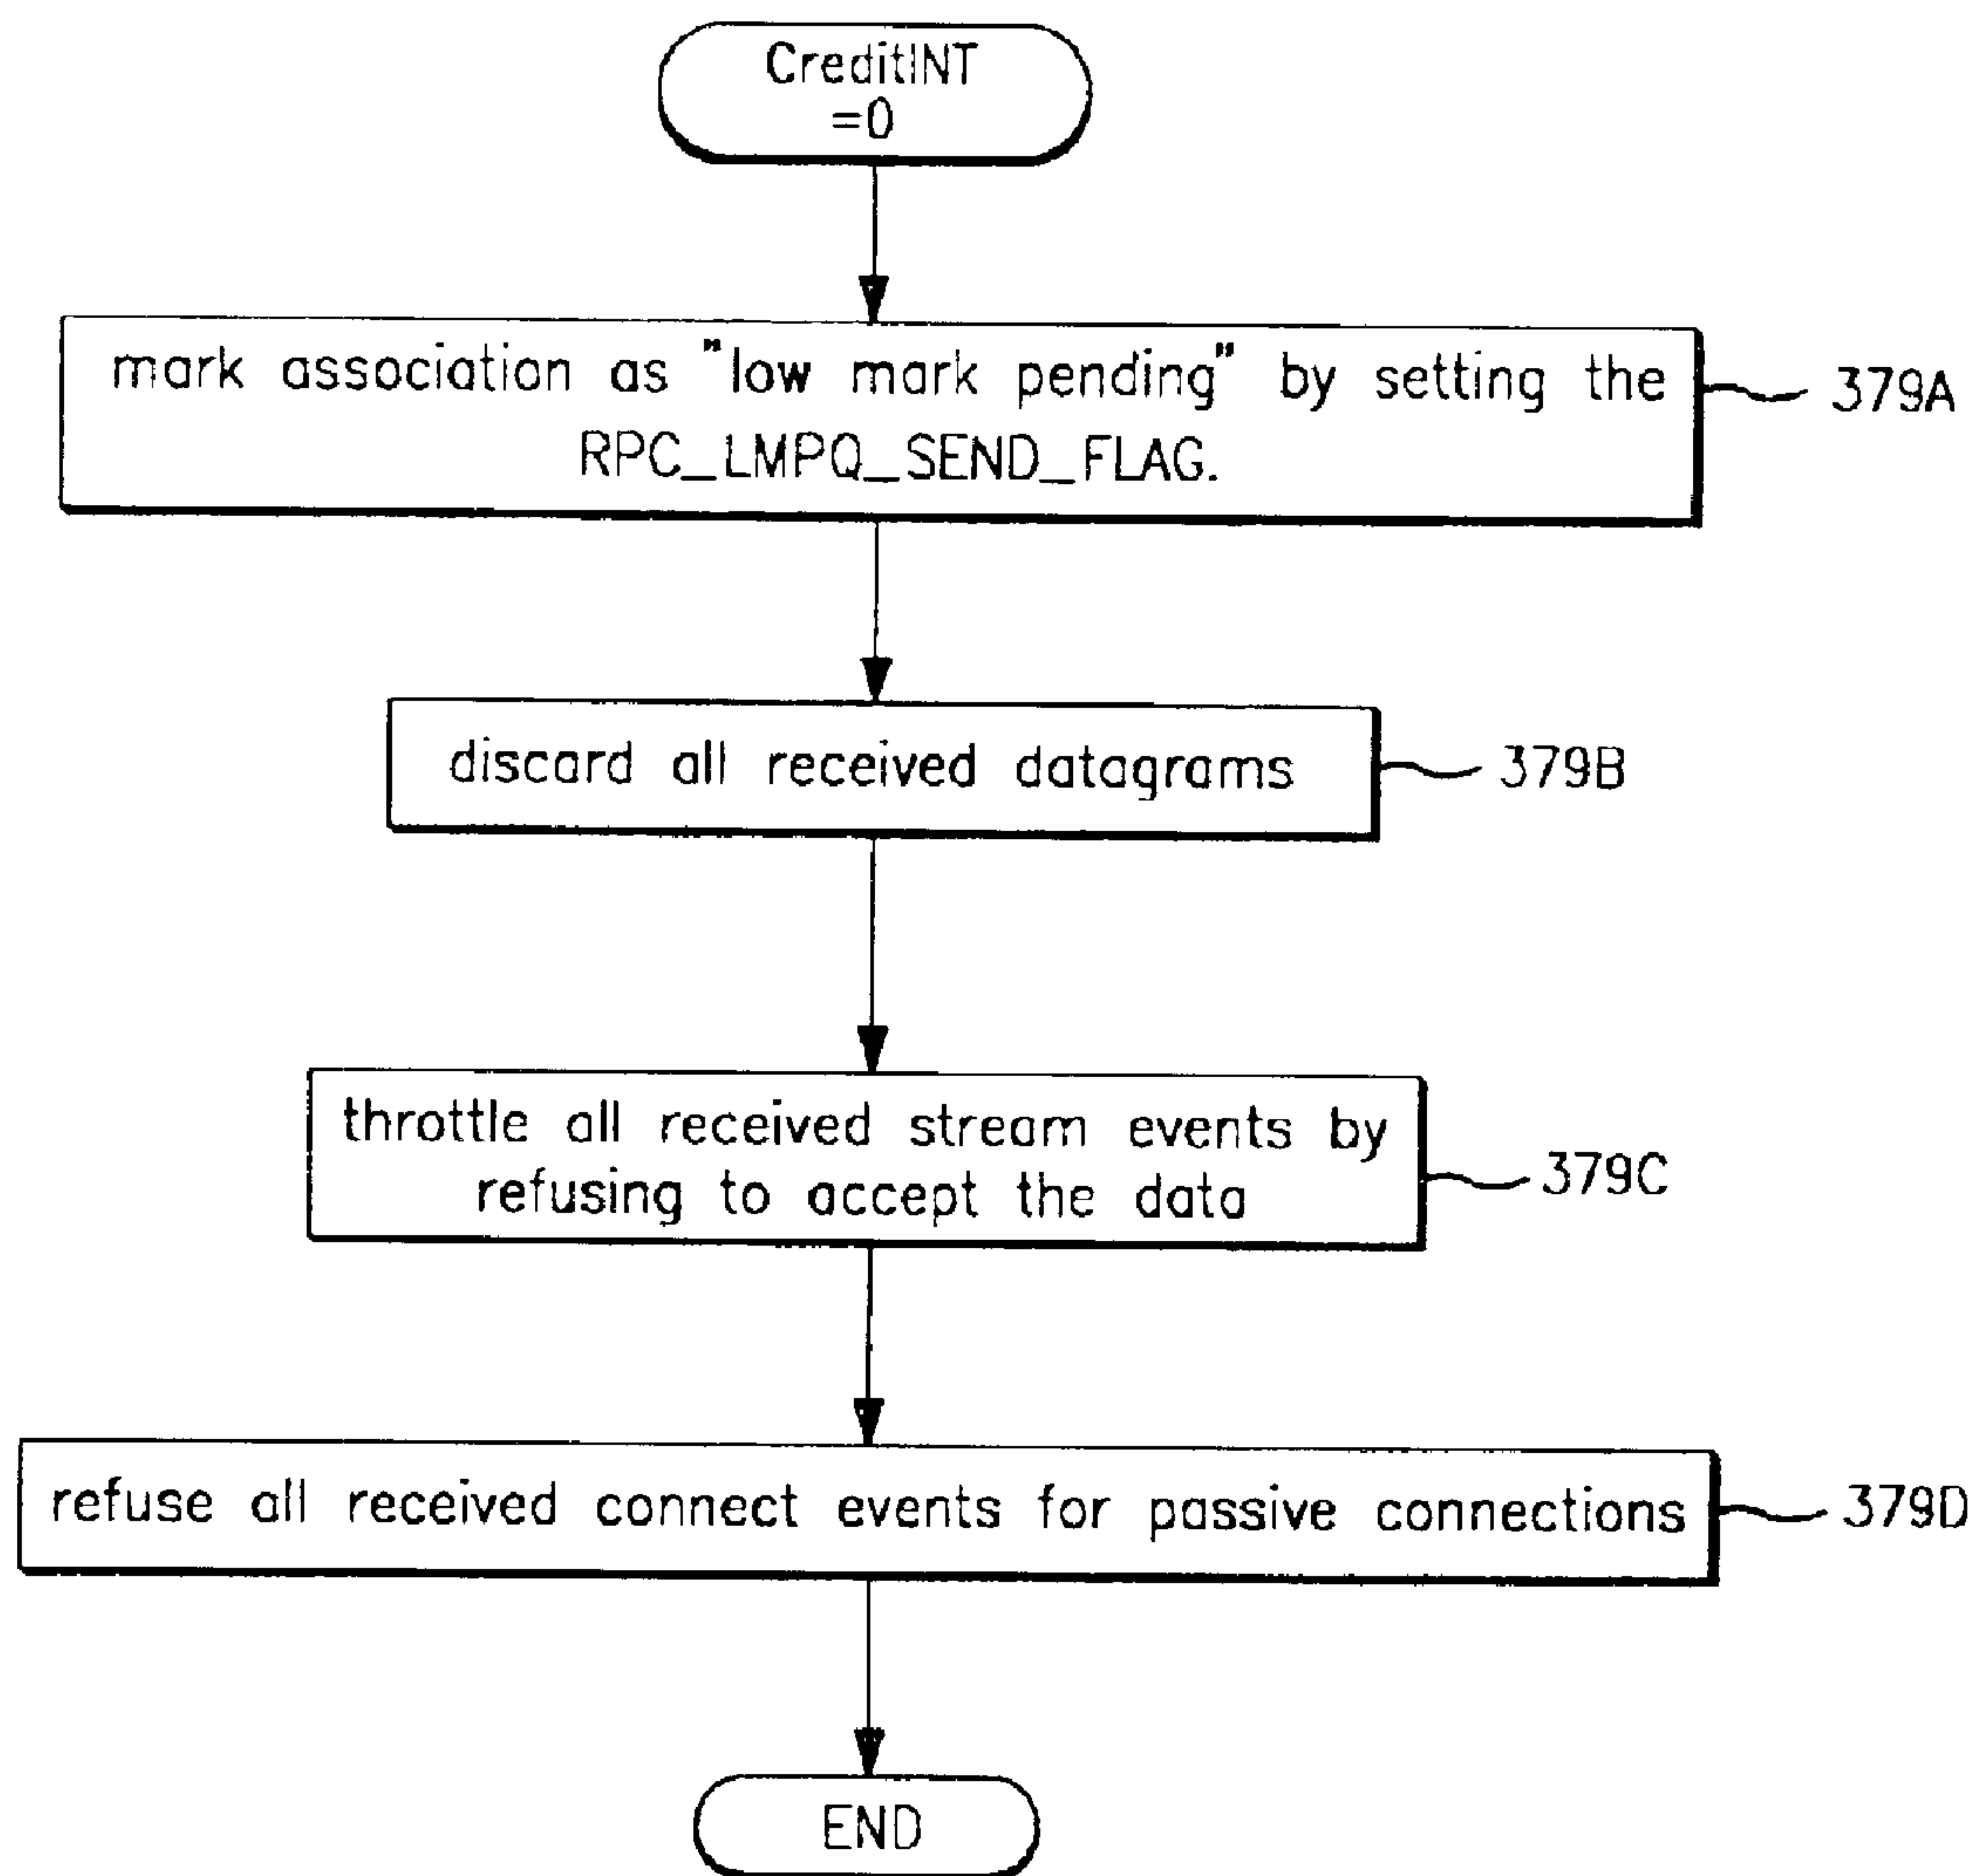 CreditINT
=0
mark association as "low mark pending" by setting the
RPC_LMPQ_SEND_FLAG.
379A
discard all received datagrams
379B
throttle all received stream events by
refusing to accept the data
379C
refuse all received connect events for passive connections
379D
END